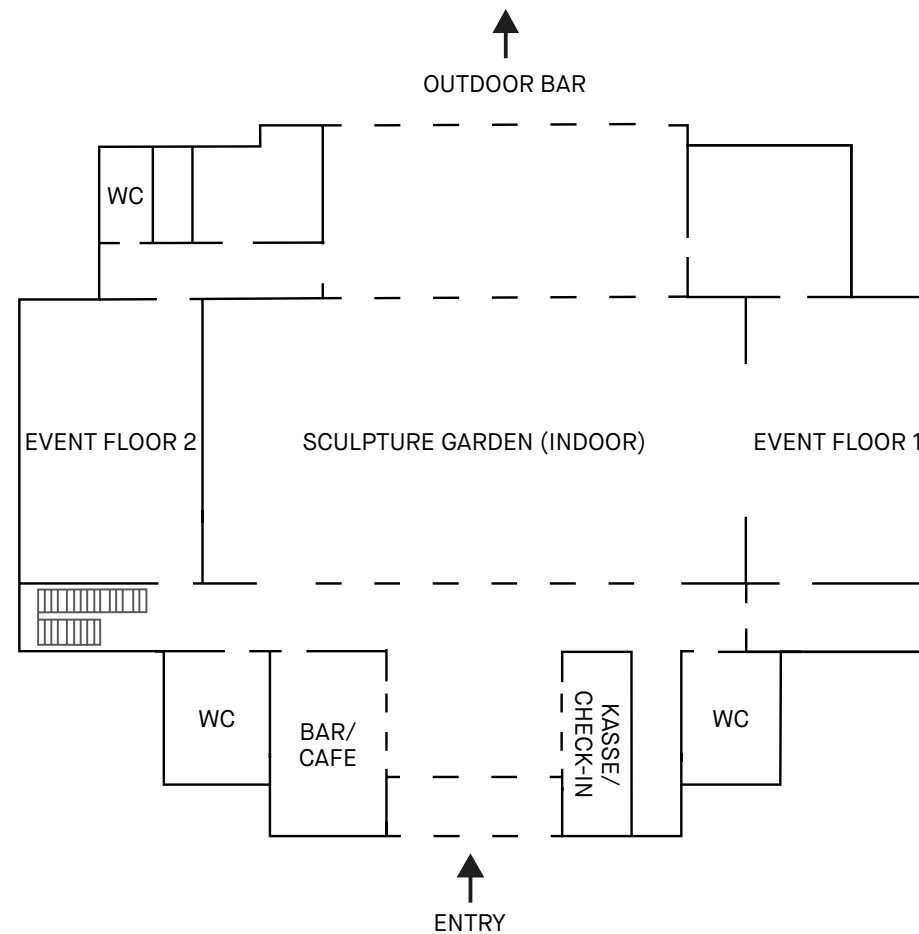 OUTDOOR BAR
WC
EVENT FLOOR 2
SCULPTURE GARDEN (INDOOR)
EVENT FLOOR 1
WC
BAR/
CAFE
KASSE/
CHECK-IN
WC
ENTRY